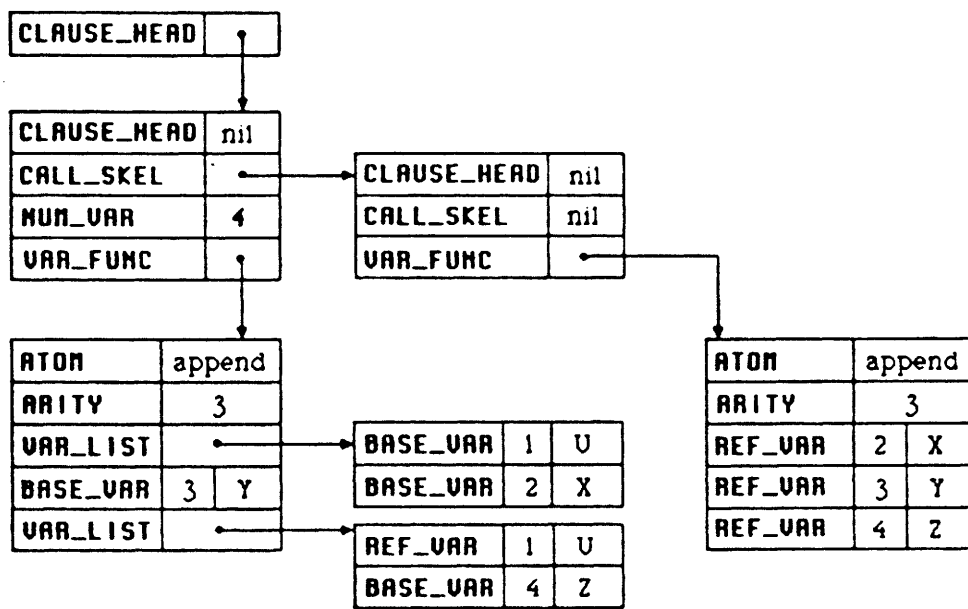 CLAUSE_HEAD
CLAUSE_HEAD nil
CALL_SKEL
NUM_VAR 4
VAR_FUNC
CLAUSE_HEAD nil
CALL_SKEL nil
VAR_FUNC
ATOM append
ARITY 3
VAR_LIST
BASE_VAR 3 Y
VAR_LIST
BASE_VAR 1 U
BASE_VAR 2 X
REF_VAR 1 U
BASE_VAR 4 Z
ATOM append
ARITY 3
REF_VAR 2 X
REF_VAR 3 Y
REF_VAR 4 Z